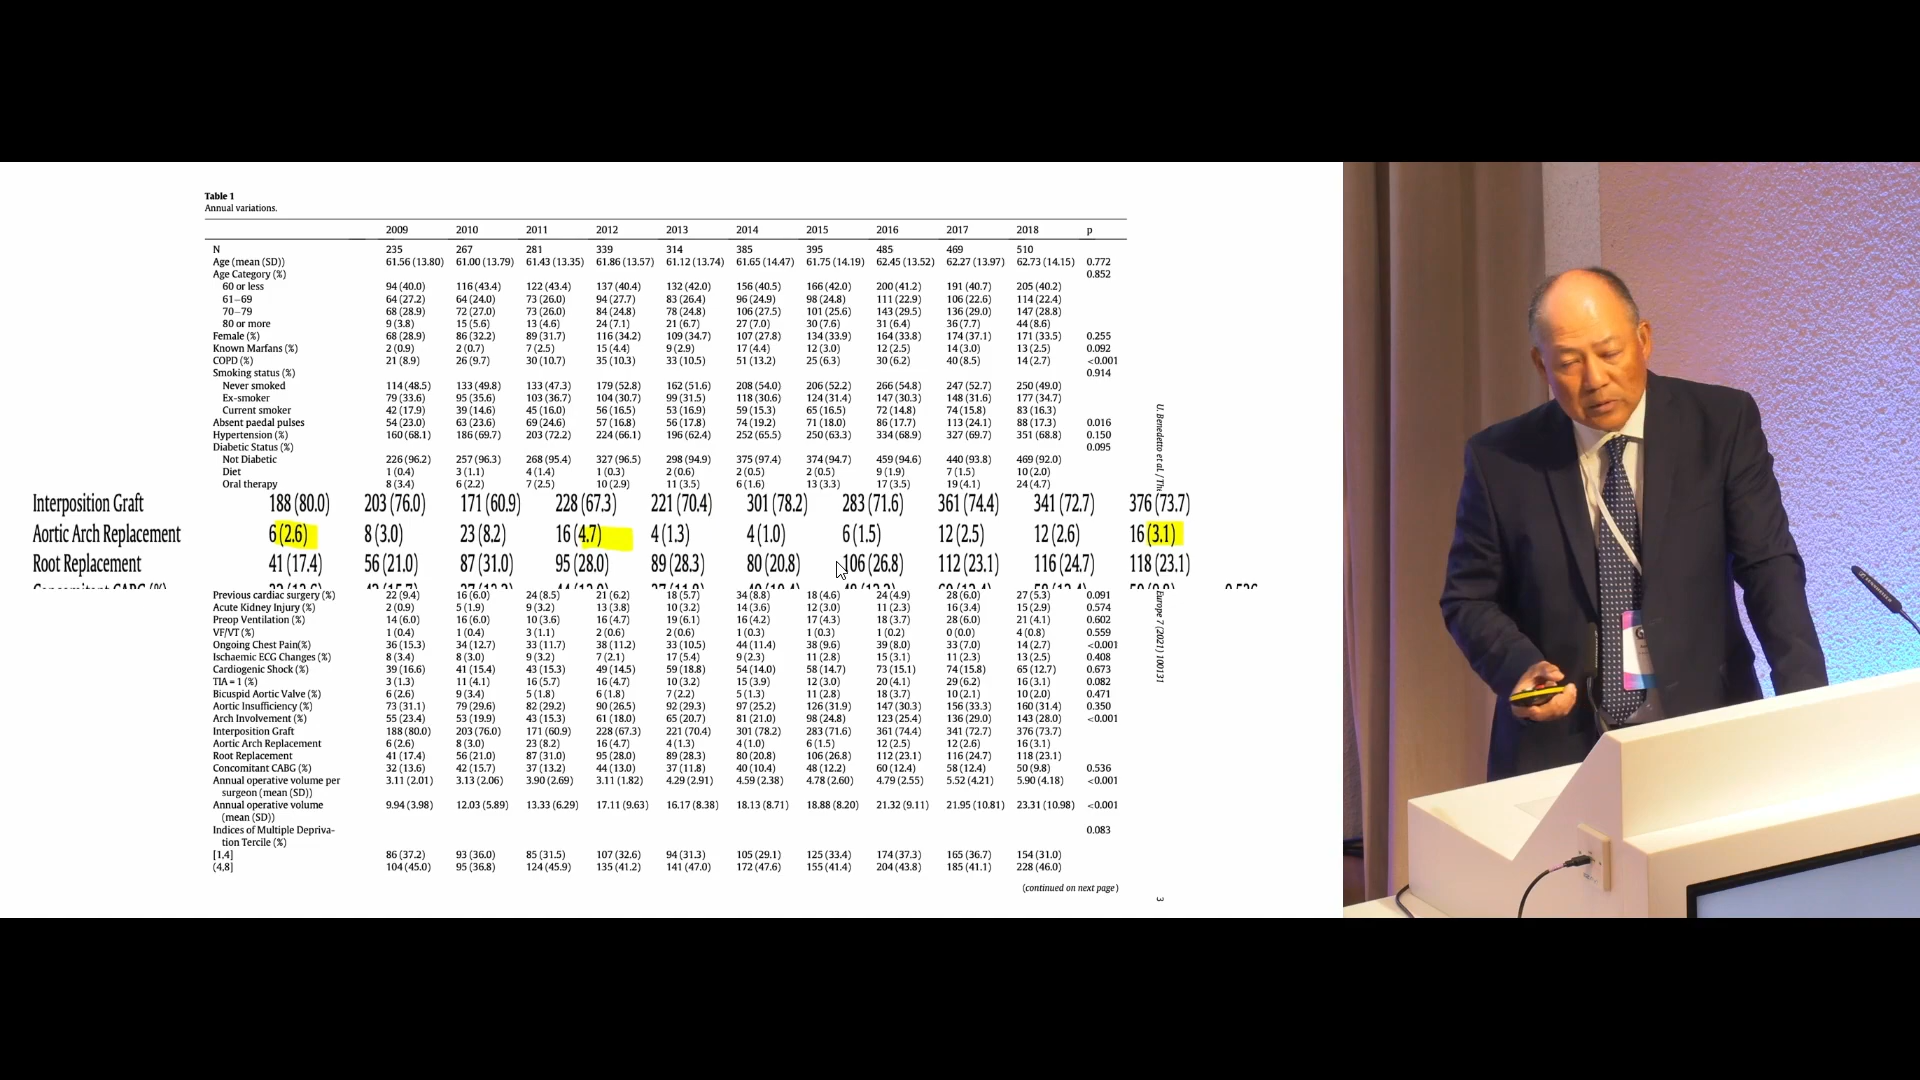 Table 1
Annual variations.
2009 2010 2011 2012 2013 2014 2015 2016 2017 2018 p
N 235 267 281 339 314 385 395 485 469 510
Age (mean (SD)) 61.56 (13.80) 61.00 (13.79) 61.43 (13.35) 61.86 (13.57) 61.12 (13.74) 61.65 (14.47) 61.75 (14.19) 62.45 (13.52) 62.27 (13.97) 62.73 (14.15) 0.772
Age Category (%) 0.852
60 or less 94 (40.0) 116 (43.4) 122 (43.4) 137 (40.4) 132 (42.0) 156 (40.5) 166 (42.0) 200 (41.2) 191 (40.7) 205 (40.2)
61–69 64 (27.2) 64 (24.0) 73 (26.0) 94 (27.7) 83 (26.4) 96 (24.9) 98 (24.8) 111 (22.9) 106 (22.6) 114 (22.4)
70–79 68 (28.9) 72 (27.0) 73 (26.0) 84 (24.8) 78 (24.8) 106 (27.5) 101 (25.6) 143 (29.5) 136 (29.0) 147 (28.8)
80 or more 9 (3.8) 15 (5.6) 13 (4.6) 24 (7.1) 21 (6.7) 27 (7.0) 30 (7.6) 31 (6.4) 36 (7.7) 44 (8.6)
Female (%) 68 (28.9) 86 (32.2) 89 (31.7) 116 (34.2) 109 (34.7) 107 (27.8) 134 (33.9) 164 (33.8) 174 (37.1) 171 (33.5) 0.255
Known Marfans (%) 2 (0.9) 2 (0.7) 7 (2.5) 15 (4.4) 9 (2.9) 17 (4.4) 12 (3.0) 12 (2.5) 14 (3.0) 13 (2.5) 0.092
COPD (%) 21 (8.9) 26 (9.7) 30 (10.7) 35 (10.3) 33 (10.5) 51 (13.2) 25 (6.3) 30 (6.2) 40 (8.5) 14 (2.7) <0.001
Smoking status (%) 0.914
Never smoked 114 (48.5) 133 (49.8) 133 (47.3) 179 (52.8) 162 (51.6) 208 (54.0) 206 (52.2) 266 (54.8) 247 (52.7) 250 (49.0)
Ex-smoker 79 (33.6) 95 (35.6) 103 (36.7) 104 (30.7) 99 (31.5) 118 (30.6) 124 (31.4) 147 (30.3) 148 (31.6) 177 (34.7)
Current smoker 42 (17.9) 39 (14.6) 45 (16.0) 56 (16.5) 53 (16.9) 59 (15.3) 65 (16.5) 72 (14.8) 74 (15.8) 83 (16.3)
Absent paedal pulses 54 (23.0) 63 (23.6) 69 (24.6) 57 (16.8) 56 (17.8) 74 (19.2) 71 (18.0) 86 (17.7) 113 (24.1) 88 (17.3) 0.016
Hypertension (%) 160 (68.1) 186 (69.7) 203 (72.2) 224 (66.1) 196 (62.4) 252 (65.5) 250 (63.3) 334 (68.9) 327 (69.7) 351 (68.8) 0.150
Diabetic Status (%) 0.095
Not Diabetic 226 (96.2) 257 (96.3) 268 (95.4) 327 (96.5) 298 (94.9) 375 (97.4) 374 (94.7) 459 (94.6) 440 (93.8) 469 (92.0)
Diet 1 (0.4) 3 (1.1) 4 (1.4) 1 (0.3) 2 (0.6) 2 (0.5) 2 (0.5) 9 (1.9) 7 (1.5) 10 (2.0)
Oral therapy 8 (3.4) 6 (2.2) 7 (2.5) 10 (2.9) 11 (3.5) 6 (1.6) 13 (3.3) 17 (3.5) 19 (4.1) 24 (4.7)
Interposition Graft 188 (80.0) 203 (76.0) 171 (60.9) 228 (67.3) 221 (70.4) 301 (78.2) 283 (71.6) 361 (74.4) 341 (72.7) 376 (73.7)
Aortic Arch Replacement 6 (2.6) 8 (3.0) 23 (8.2) 16 (4.7) 4 (1.3) 4 (1.0) 6 (1.5) 12 (2.5) 12 (2.6) 16 (3.1)
Root Replacement 41 (17.4) 56 (21.0) 87 (31.0) 95 (28.0) 89 (28.3) 80 (20.8) 106 (26.8) 112 (23.1) 116 (24.7) 118 (23.1)
Previous cardiac surgery (%) 22 (9.4) 16 (6.0) 24 (8.5) 21 (6.2) 18 (5.7) 34 (8.8) 18 (4.6) 24 (4.9) 28 (6.0) 27 (5.3) 0.091
Acute Kidney Injury (%) 2 (0.9) 5 (1.9) 9 (3.2) 13 (3.8) 10 (3.2) 14 (3.6) 12 (3.0) 11 (2.3) 16 (3.4) 15 (2.9) 0.574
Preop Ventilation (%) 14 (6.0) 16 (6.0) 10 (3.6) 16 (4.7) 19 (6.1) 16 (4.2) 17 (4.3) 18 (3.7) 28 (6.0) 21 (4.1) 0.602
VF/VT (%) 1 (0.4) 1 (0.4) 3 (1.1) 2 (0.6) 2 (0.6) 1 (0.3) 1 (0.3) 1 (0.2) 0 (0.0) 4 (0.8) 0.559
Ongoing Chest Pain(%) 36 (15.3) 34 (12.7) 33 (11.7) 38 (11.2) 33 (10.5) 44 (11.4) 38 (9.6) 39 (8.0) 33 (7.0) 14 (2.7) <0.001
Ischaemic ECG Changes (%) 8 (3.4) 8 (3.0) 9 (3.2) 7 (2.1) 17 (5.4) 9 (2.3) 11 (2.8) 15 (3.1) 11 (2.3) 13 (2.5) 0.408
Cardiogenic Shock (%) 39 (16.6) 41 (15.4) 43 (15.3) 49 (14.5) 59 (18.8) 54 (14.0) 58 (14.7) 73 (15.1) 74 (15.8) 65 (12.7) 0.673
TIA = 1 (%) 3 (1.3) 11 (4.1) 16 (5.7) 16 (4.7) 10 (3.2) 15 (3.9) 12 (3.0) 20 (4.1) 29 (6.2) 16 (3.1) 0.082
Bicuspid Aortic Valve (%) 6 (2.6) 9 (3.4) 5 (1.8) 6 (1.8) 7 (2.2) 5 (1.3) 11 (2.8) 18 (3.7) 10 (2.1) 10 (2.0) 0.471
Aortic Insufficiency (%) 73 (31.1) 79 (29.6) 82 (29.2) 90 (26.5) 92 (29.3) 97 (25.2) 126 (31.9) 147 (30.3) 156 (33.3) 160 (31.4) 0.350
Arch Involvement (%) 55 (23.4) 53 (19.9) 43 (15.3) 61 (18.0) 65 (20.7) 81 (21.0) 98 (24.8) 123 (25.4) 136 (29.0) 143 (28.0) <0.001
Interposition Graft 188 (80.0) 203 (76.0) 171 (60.9) 228 (67.3) 221 (70.4) 301 (78.2) 283 (71.6) 361 (74.4) 341 (72.7) 376 (73.7)
Aortic Arch Replacement 6 (2.6) 8 (3.0) 23 (8.2) 16 (4.7) 4 (1.3) 4 (1.0) 6 (1.5) 12 (2.5) 12 (2.6) 16 (3.1)
Root Replacement 41 (17.4) 56 (21.0) 87 (31.0) 95 (28.0) 89 (28.3) 80 (20.8) 106 (26.8) 112 (23.1) 116 (24.7) 118 (23.1)
Concomitant CABG (%) 32 (13.6) 42 (15.7) 37 (13.2) 44 (13.0) 37 (11.8) 40 (10.4) 48 (12.2) 60 (12.4) 58 (12.4) 50 (9.8) 0.536
Annual operative volume per 3.11 (2.01) 3.13 (2.06) 3.90 (2.69) 3.11 (1.82) 4.29 (2.91) 4.59 (2.38) 4.78 (2.60) 4.79 (2.55) 5.52 (4.21) 5.90 (4.18) <0.001
surgeon (mean (SD))
Annual operative volume 9.94 (3.98) 12.03 (5.89) 13.33 (6.29) 17.11 (9.63) 16.17 (8.38) 18.13 (8.71) 18.88 (8.20) 21.32 (9.11) 21.95 (10.81) 23.31 (10.98) <0.001
(mean (SD))
Indices of Multiple Depriva- 0.083
tion Tercile (%)
[1,4] 86 (37.2) 93 (36.0) 85 (31.5) 107 (32.6) 94 (31.3) 105 (29.1) 125 (33.4) 174 (37.3) 165 (36.7) 154 (31.0)
(4,8] 104 (45.0) 95 (36.8) 124 (45.9) 135 (41.2) 141 (47.0) 172 (47.6) 155 (41.4) 204 (43.8) 185 (41.1) 228 (46.0)
(continued on next page)
U. Benedetto et al. /
Europe 7 (2021) 100131
3